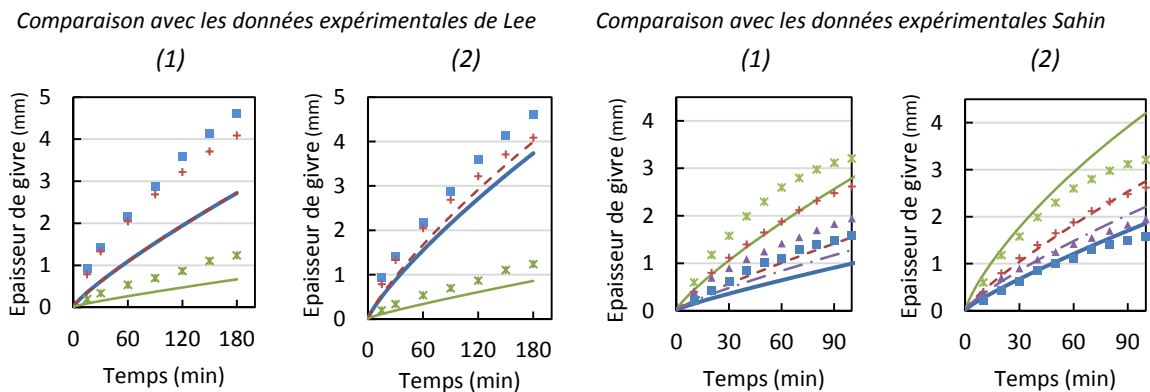 Comparaison avec les données expérimentales de Lee
Comparaison avec les données expérimentales Sahin
(1)
(2)
(1)
(2)
Epaisseur de givre (mm)
5
4
3
2
1
0
0 60 120 180
Temps (min)
Epaisseur de givre (mm)
5
4
3
2
1
0
0 60 120 180
Temps (min)
Epaisseur de givre (mm)
4
3
2
1
0
0 30 60 90
Temps (min)
Epaisseur de givre (mm)
4
3
2
1
0
0 30 60 90
Temps (min)